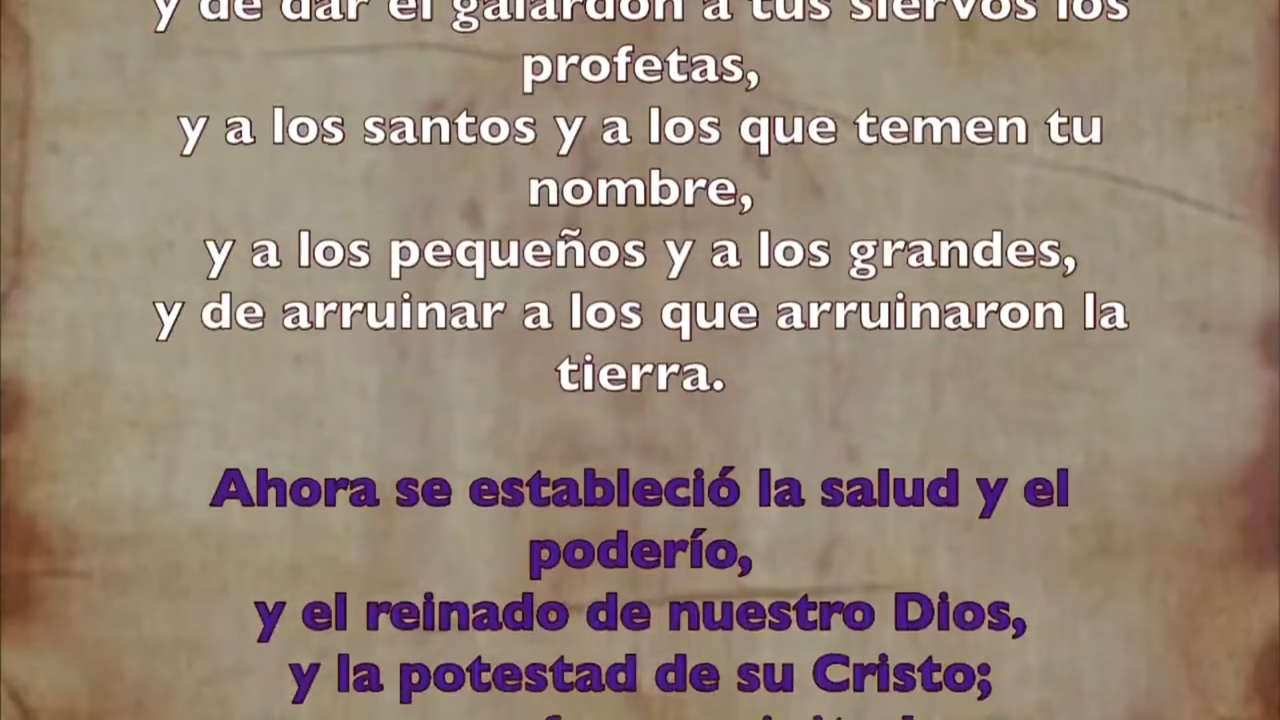 y de dar el galardón a tus siervos los
profetas,
y a los santos y a los que temen tu
nombre,
y a los pequeños y a los grandes,
y de arruinar a los que arruinaron la
tierra.
Ahora se estableció la salud y el
poderío,
y el reinado de nuestro Dios,
y la potestad de su Cristo;